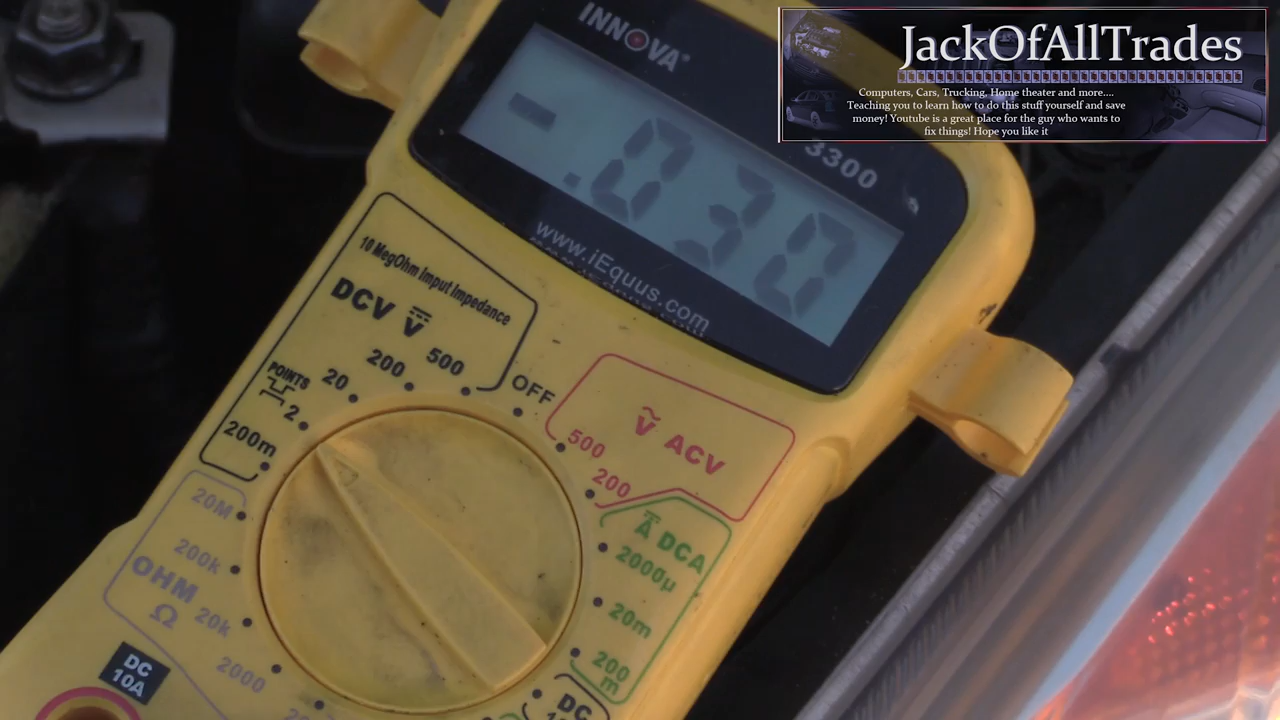 INNOVA®
3300
-.030
www.iEquus.com
JackOfAllTrades
Computers, Cars, Trucking, Home theater and more....
Teaching you to learn how to do this stuff yourself and save
money! Youtube is a great place for the guy who wants to
fix things! Hope you like it
10 MegOhm Imput Impedance
DCV V
500
200
20
POINTS
2
200m
OFF
V ACV
500
200
A DCA
2000µ
20m
200
m
20M
200k
OHM
Ω
20k
2000
DC
10A
DC